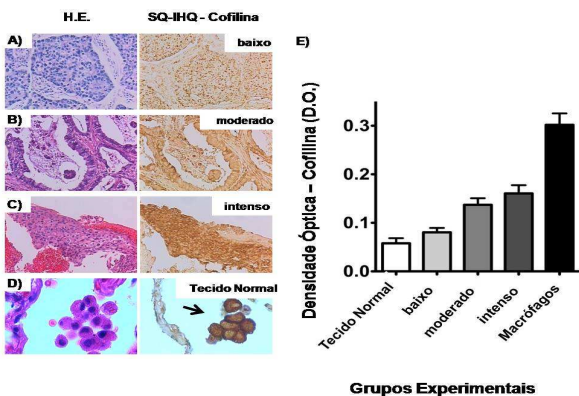 H.E.
SQ-IHQ - Cofilina
A)
baixo
B)
moderado
C)
intenso
D)
Tecido Normal
E)
Densidade Óptica – Cofilina (D.O.)
0.3
0.2
0.1
0.0
Tecido Normal
baixo
moderado
intenso
Macrófagos
Grupos Experimentais